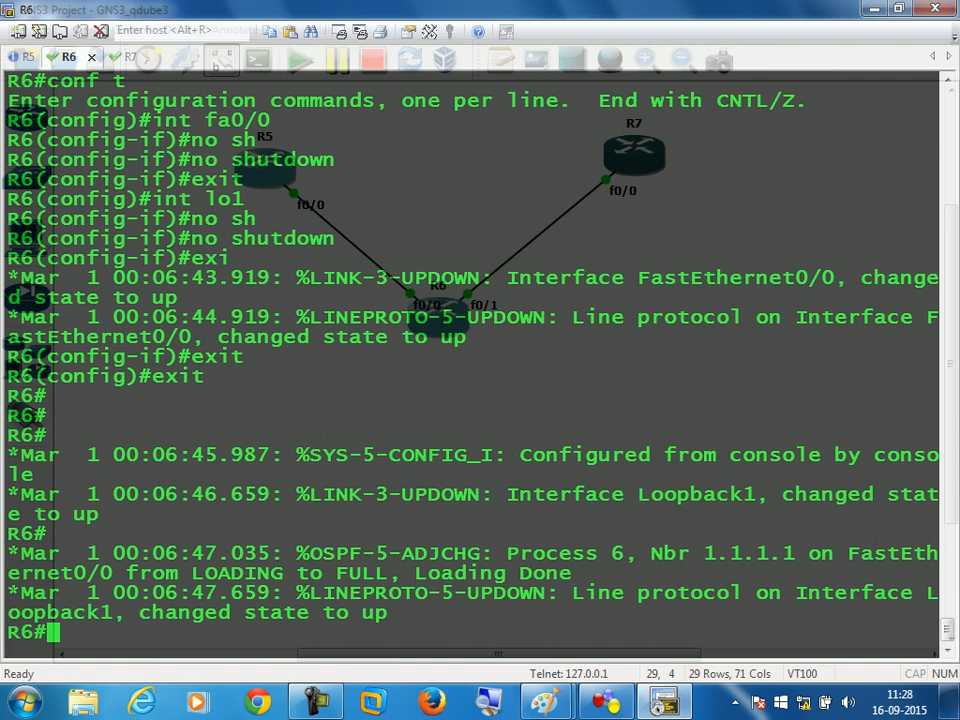 R6
GNS3 Project - GNS3_qdube3
Enter host <Alt+R>
R5
R6
R7
R6#conf t
Enter configuration commands, one per line.  End with CNTL/Z.
R6(config)#int fa0/0
R6(config-if)#no sh
R6(config-if)#no shutdown
R6(config-if)#exit
R6(config)#int lo1
R6(config-if)#no sh
R6(config-if)#no shutdown
R6(config-if)#exi
*Mar  1 00:06:43.919: %LINK-3-UPDOWN: Interface FastEthernet0/0, change
d state to up
*Mar  1 00:06:44.919: %LINEPROTO-5-UPDOWN: Line protocol on Interface F
astEthernet0/0, changed state to up
R6(config-if)#exit
R6(config)#exit
R6#
R6#
R6#
*Mar  1 00:06:45.987: %SYS-5-CONFIG_I: Configured from console by conso
le
*Mar  1 00:06:46.659: %LINK-3-UPDOWN: Interface Loopback1, changed stat
e to up
R6#
*Mar  1 00:06:47.035: %OSPF-5-ADJCHG: Process 6, Nbr 1.1.1.1 on FastEth
ernet0/0 from LOADING to FULL, Loading Done
*Mar  1 00:06:47.659: %LINEPROTO-5-UPDOWN: Line protocol on Interface L
oopback1, changed state to up
R6#
R5
f0/0
R7
f0/0
R6
f0/0
f0/1
Ready
Telnet: 127.0.0.1
29, 4
29 Rows, 71 Cols
VT100
CAP
NUM
11:28
16-09-2015